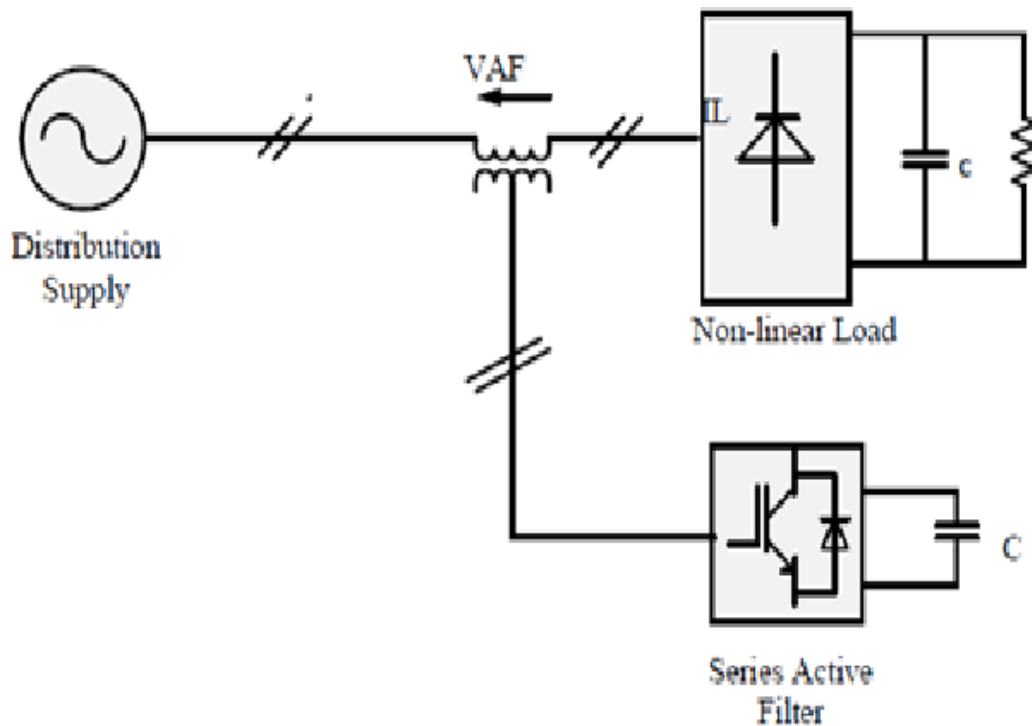 VAF
IL
c
Distribution
Supply
Non-linear Load
C
Series Active
Filter